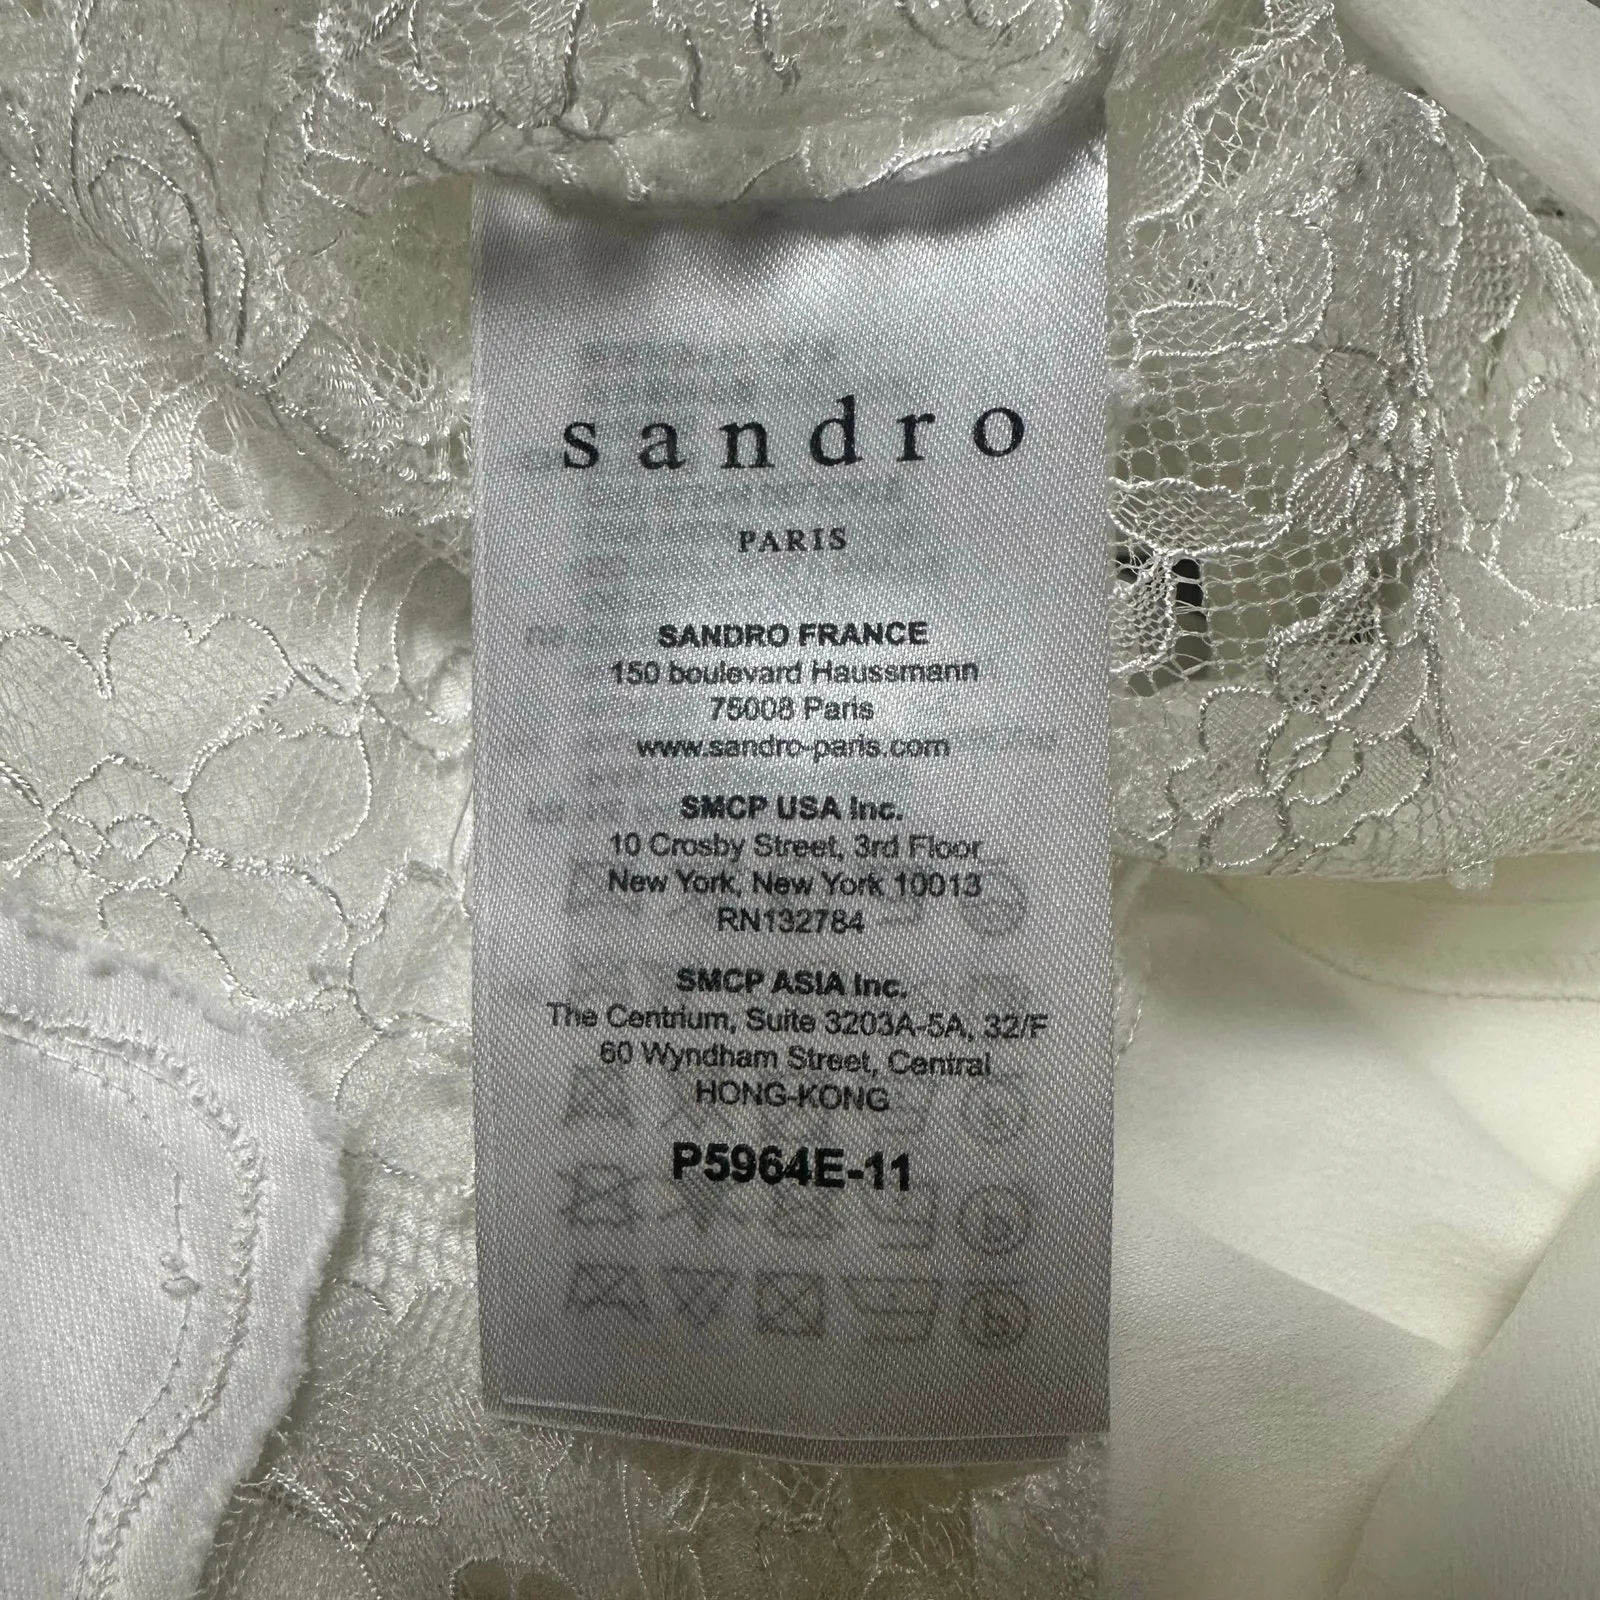 sandro
PARIS
SANDRO FRANCE
150 boulevard Haussmann
75008 Paris
www.sandro-paris.com
SMCP USA Inc.
10 Crosby Street, 3rd Floor
New York, New York 10013
RN132784
SMCP ASIA Inc.
The Centrium, Suite 3203A-5A, 32/F
60 Wyndham Street, Central
HONG-KONG
P5964E-11